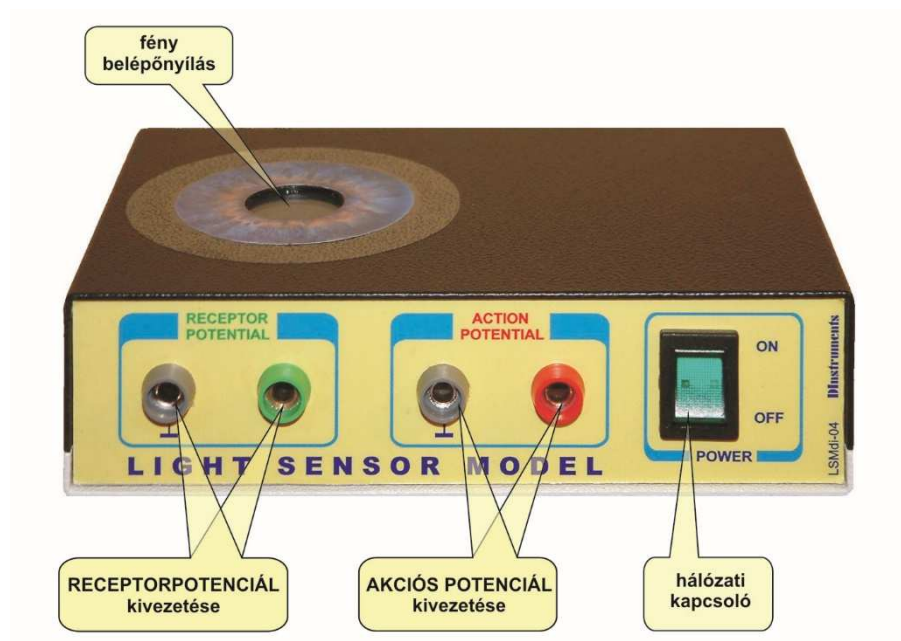 fény
belépőnyílás
RECEPTOR
POTENTIAL
ACTION
POTENTIAL
ON
OFF
POWER
LIGHT SENSOR MODEL
LSMdi-04 DInstruments
RECEPTORPOTENCIÁL
kivezetése
AKCIÓS POTENCIÁL
kivezetése
hálózati
kapcsoló